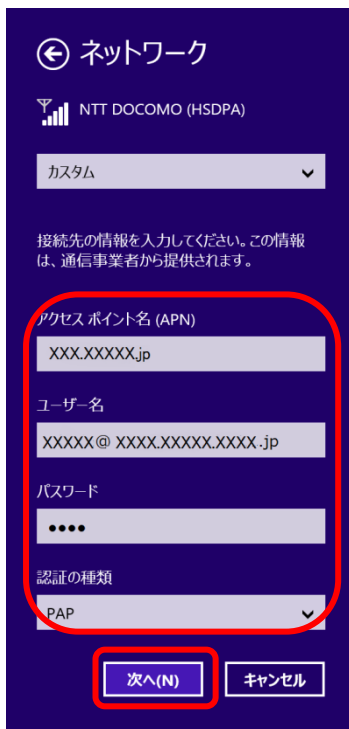 ネットワーク
NTT DOCOMO (HSDPA)
カスタム
接続先の情報を入力してください。この情報
は、通信事業者から提供されます。
アクセス ポイント名 (APN)
XXX.XXXXX.jp
ユーザー名
XXXXX@ XXXX.XXXXX.XXXX.jp
パスワード
●●●●
認証の種類
PAP
次へ(N)
キャンセル